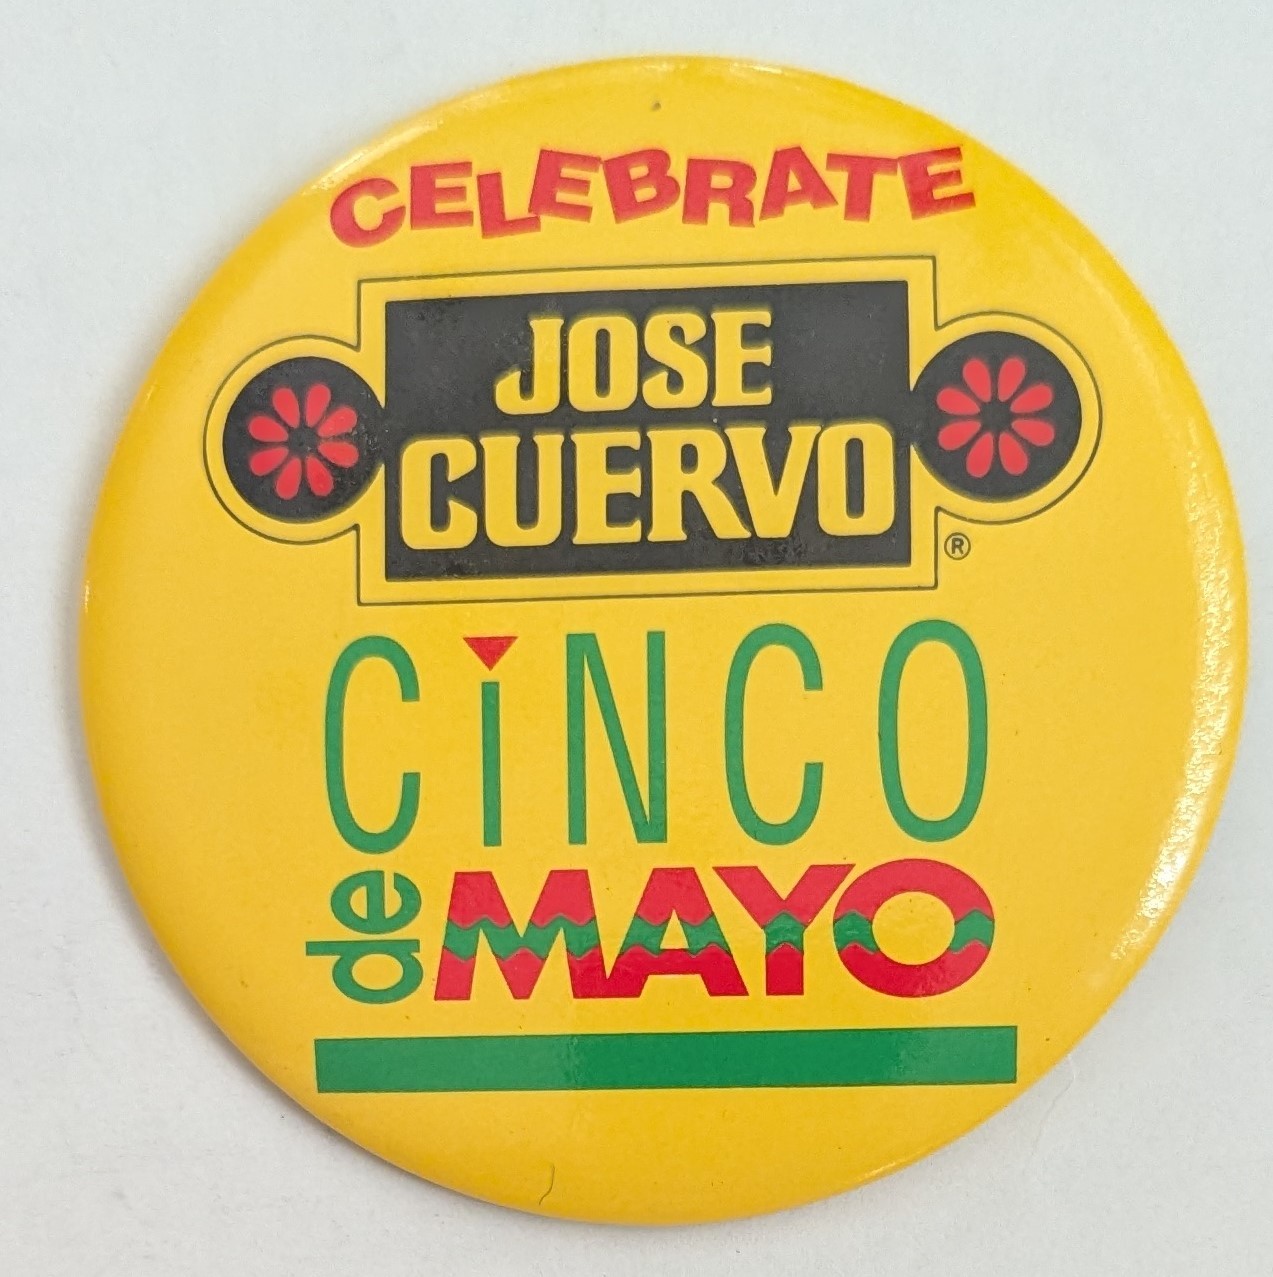 CELEBRATE
JOSE
CUERVO
®
CiNCO
de MAYO